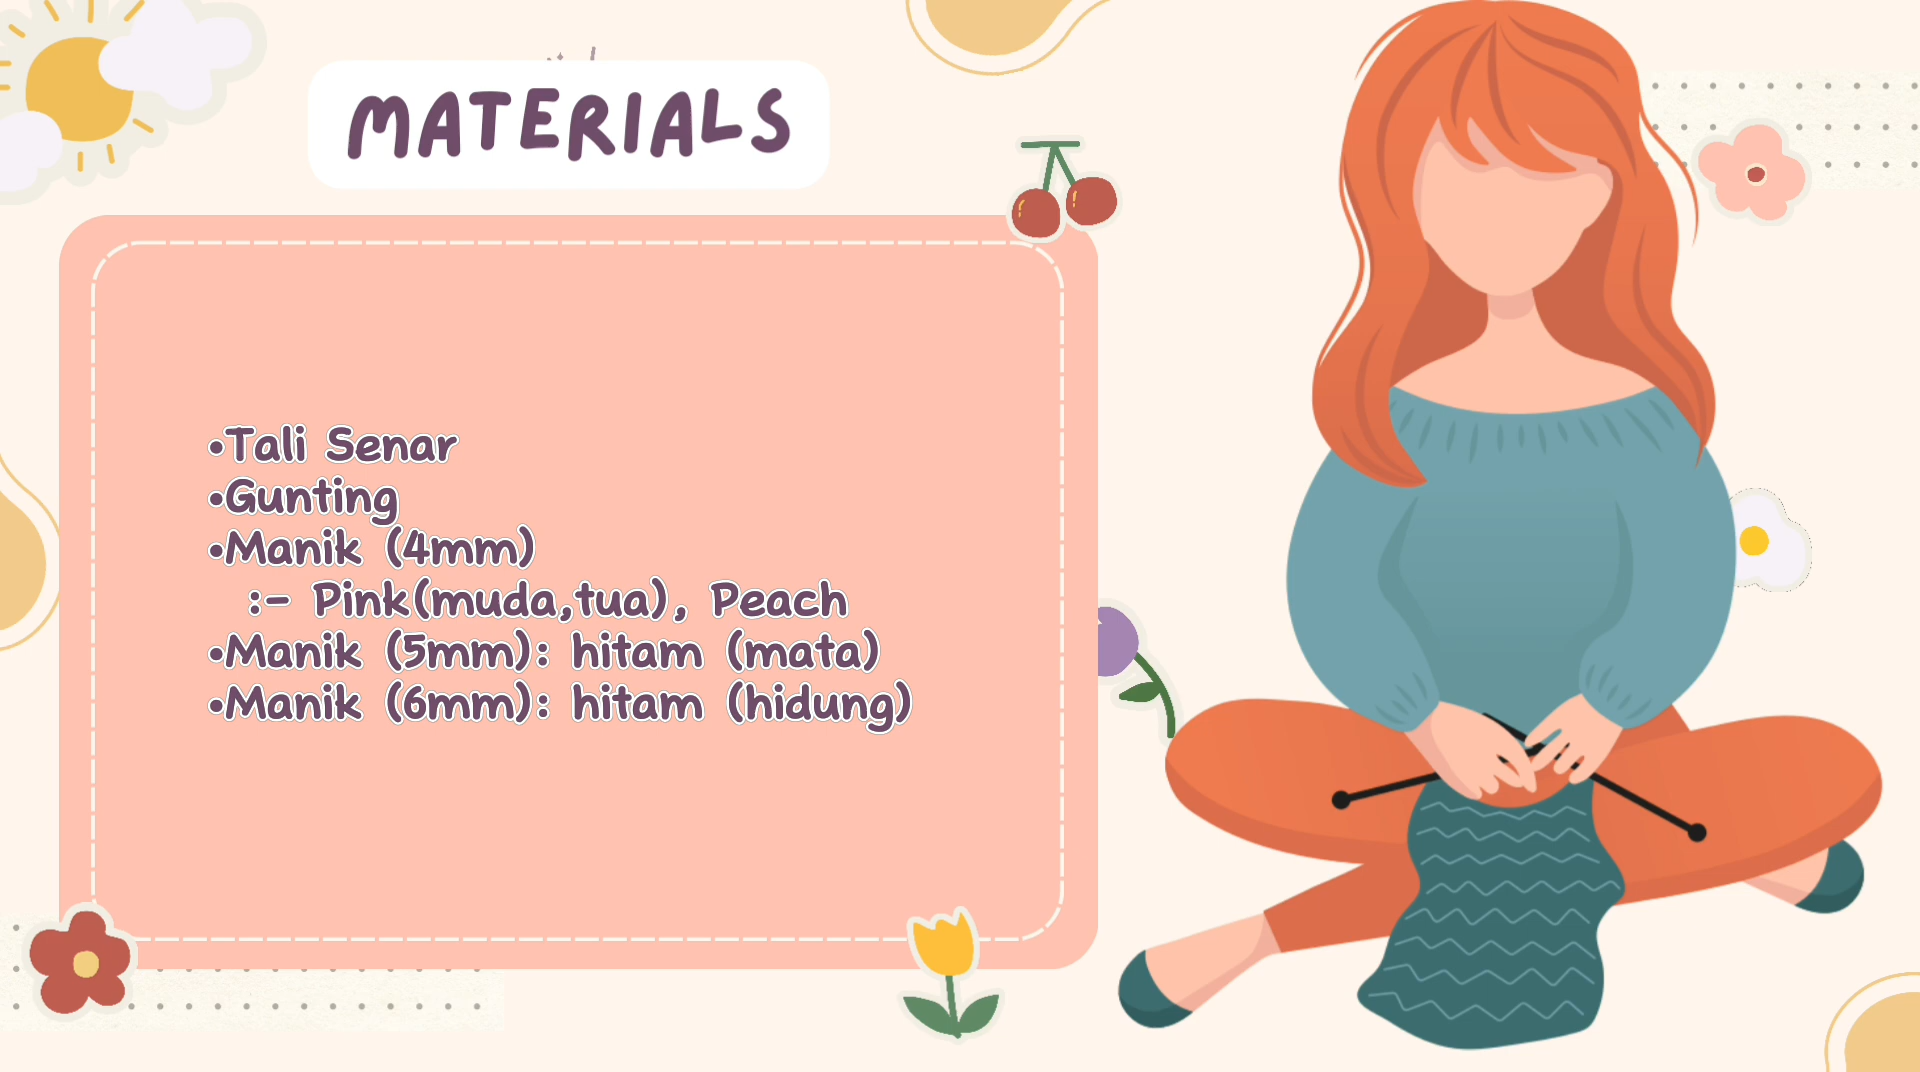 MATERIALS
•Tali Senar
•Gunting
•Manik (4mm)
:- Pink(muda,tua), Peach
•Manik (5mm): hitam (mata)
•Manik (6mm): hitam (hidung)